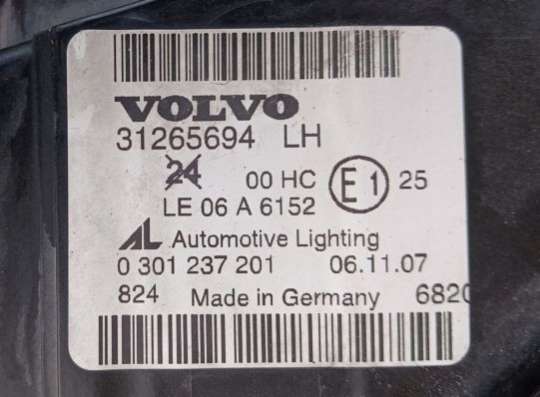 VOLVO
31265694 LH
24 00 HC E1 25
LE 06 A 6152
AL Automotive Lighting
0 301 237 201 06.11.07
824 Made in Germany 6820